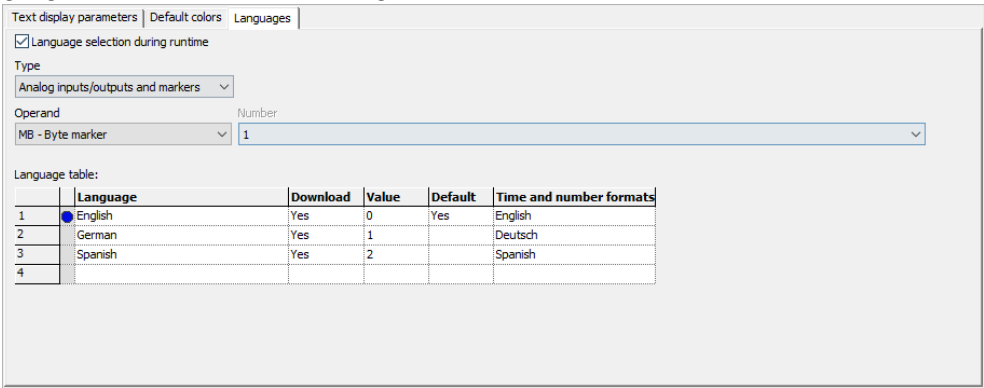 Text display parameters Default colors Languages
Language selection during runtime
Type
Analog inputs/outputs and markers
Operand Number
MB - Byte marker 1
Language table:
Language Download Value Default Time and number formats
1 English Yes 0 Yes English
2 German Yes 1 Deutsch
3 Spanish Yes 2 Spanish
4